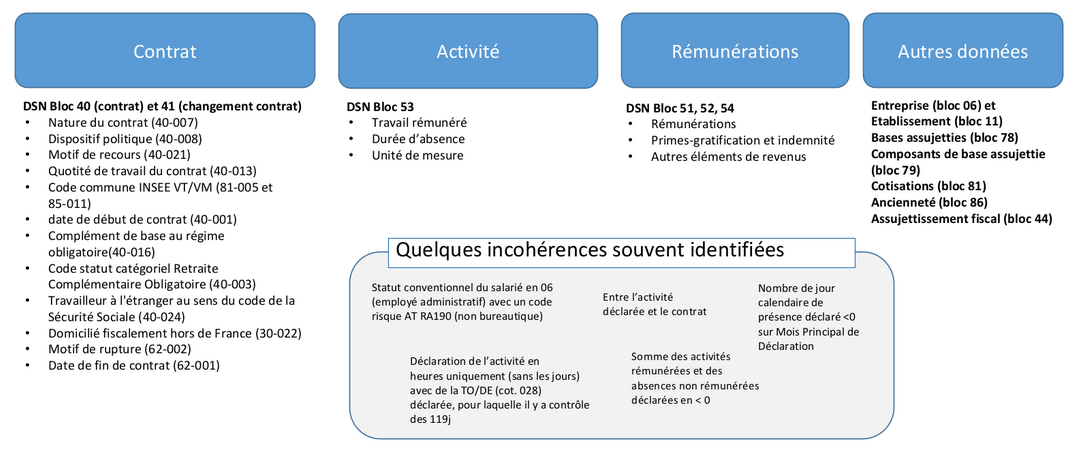 Contrat
DSN Bloc 40 (contrat) et 41 (changement contrat)
• Nature du contrat (40-007)
• Dispositif politique (40-008)
• Motif de recours (40-021)
• Quotité de travail du contrat (40-013)
• Code commune INSEE VT/VM (81-005 et
85-011)
• date de début de contrat (40-001)
• Complément de base au régime
obligatoire(40-016)
• Code statut catégoriel Retraite
Complémentaire Obligatoire (40-003)
• Travailleur à l'étranger au sens du code de la
Sécurité Sociale (40-024)
• Domicilié fiscalement hors de France (30-022)
• Motif de rupture (62-002)
• Date de fin de contrat (62-001)
Activité
DSN Bloc 53
• Travail rémunéré
• Durée d’absence
• Unité de mesure
Rémunérations
DSN Bloc 51, 52, 54
• Rémunérations
• Primes-gratification et indemnité
• Autres éléments de revenus
Autres données
Entreprise (bloc 06) et
Etablissement (bloc 11)
Bases assujetties (bloc 78)
Composants de base assujettie
(bloc 79)
Cotisations (bloc 81)
Ancienneté (bloc 86)
Assujettissement fiscal (bloc 44)
Quelques incohérences souvent identifiées
Statut conventionnel du salarié en 06
(employé administratif) avec un code
risque AT RA190 (non bureautique)
Entre l’activité
déclarée et le contrat
Nombre de jour
calendaire de
présence déclaré <0
sur Mois Principal de
Déclaration
Déclaration de l’activité en
heures uniquement (sans les jours)
avec de la TO/DE (cot. 028)
déclarée, pour laquelle il y a contrôle
des 119j
Somme des activités
rémunérées et des
absences non rémunérées
déclarées en < 0